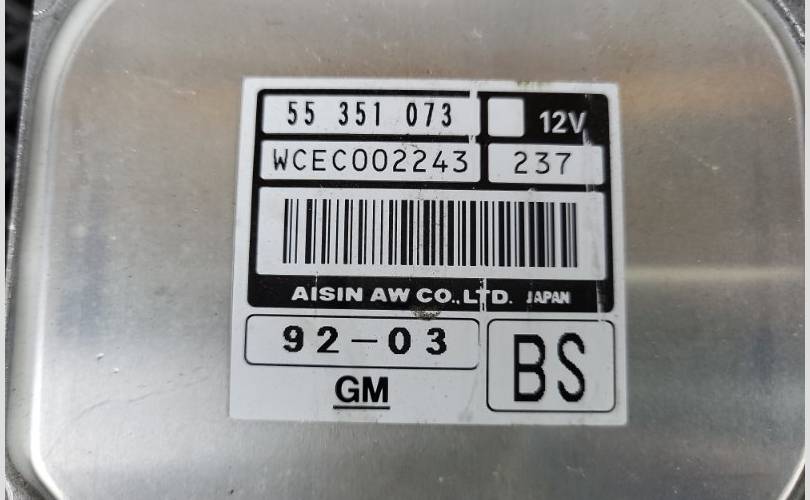 55 351 073 12V
WCEC002243 237
AISIN AW CO.,LTD. JAPAN
92-03 BS
GM